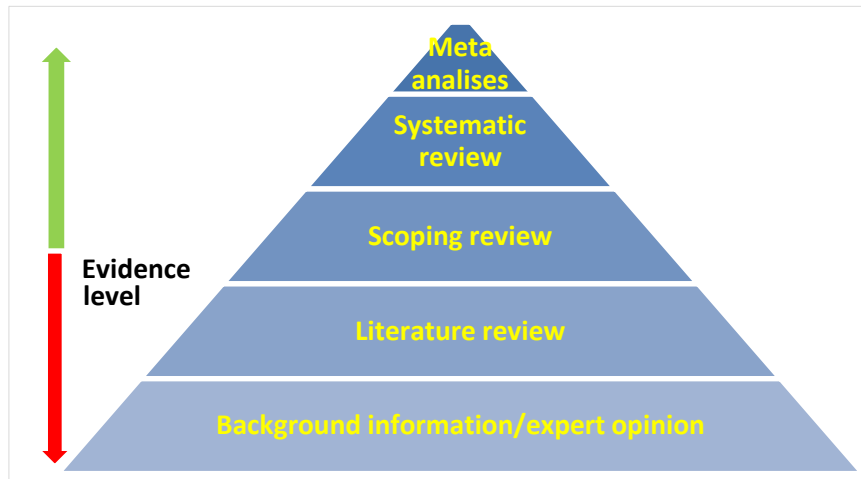 Meta
analises
Systematic
review
Scoping review
Evidence
level
Literature review
Background information/expert opinion